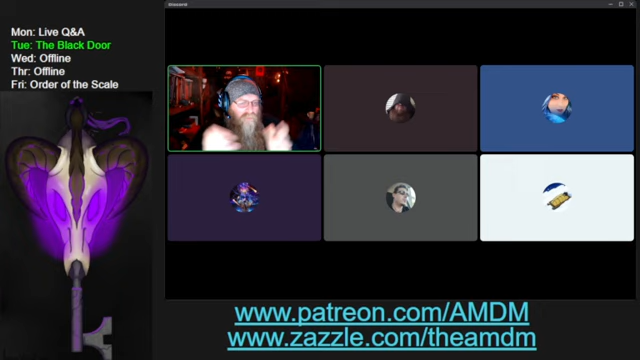 Mon: Live Q&A
Tue: The Black Door
Wed: Offline
Thr: Offline
Fri: Order of the Scale
www.patreon.com/AMDM
www.zazzle.com/theamdm